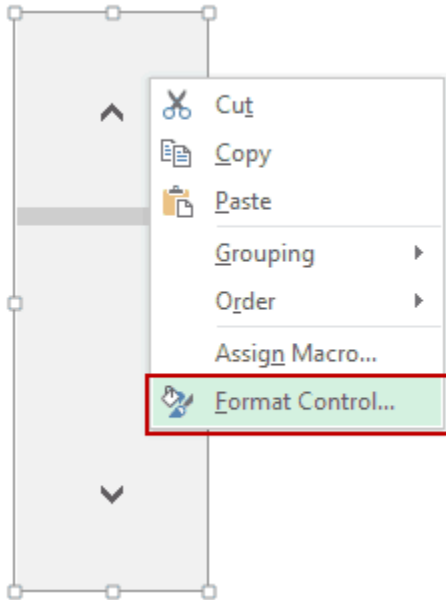 Cut
Copy
Paste
Grouping
Order
Assign Macro...
Format Control...